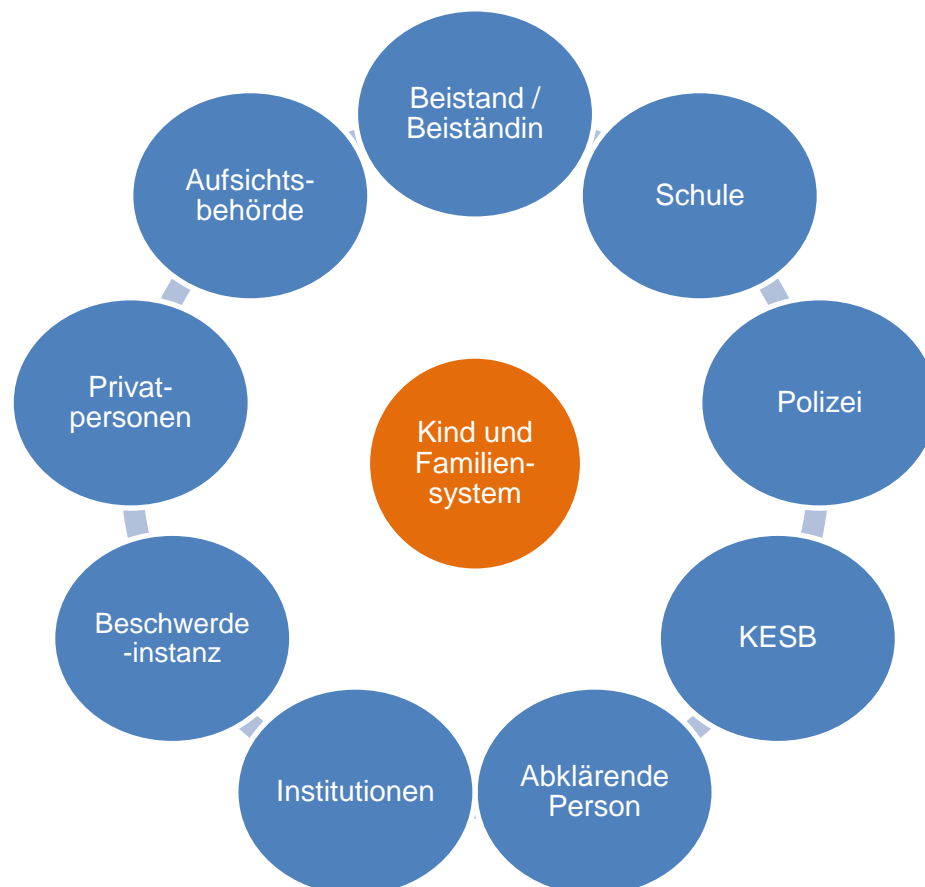 Beistand /
Beiständin
Schule
Polizei
KESB
Abklärende
Person
Institutionen
Beschwerde
-instanz
Privat-
personen
Aufsichts-
behörde
Kind und
Familien-
system